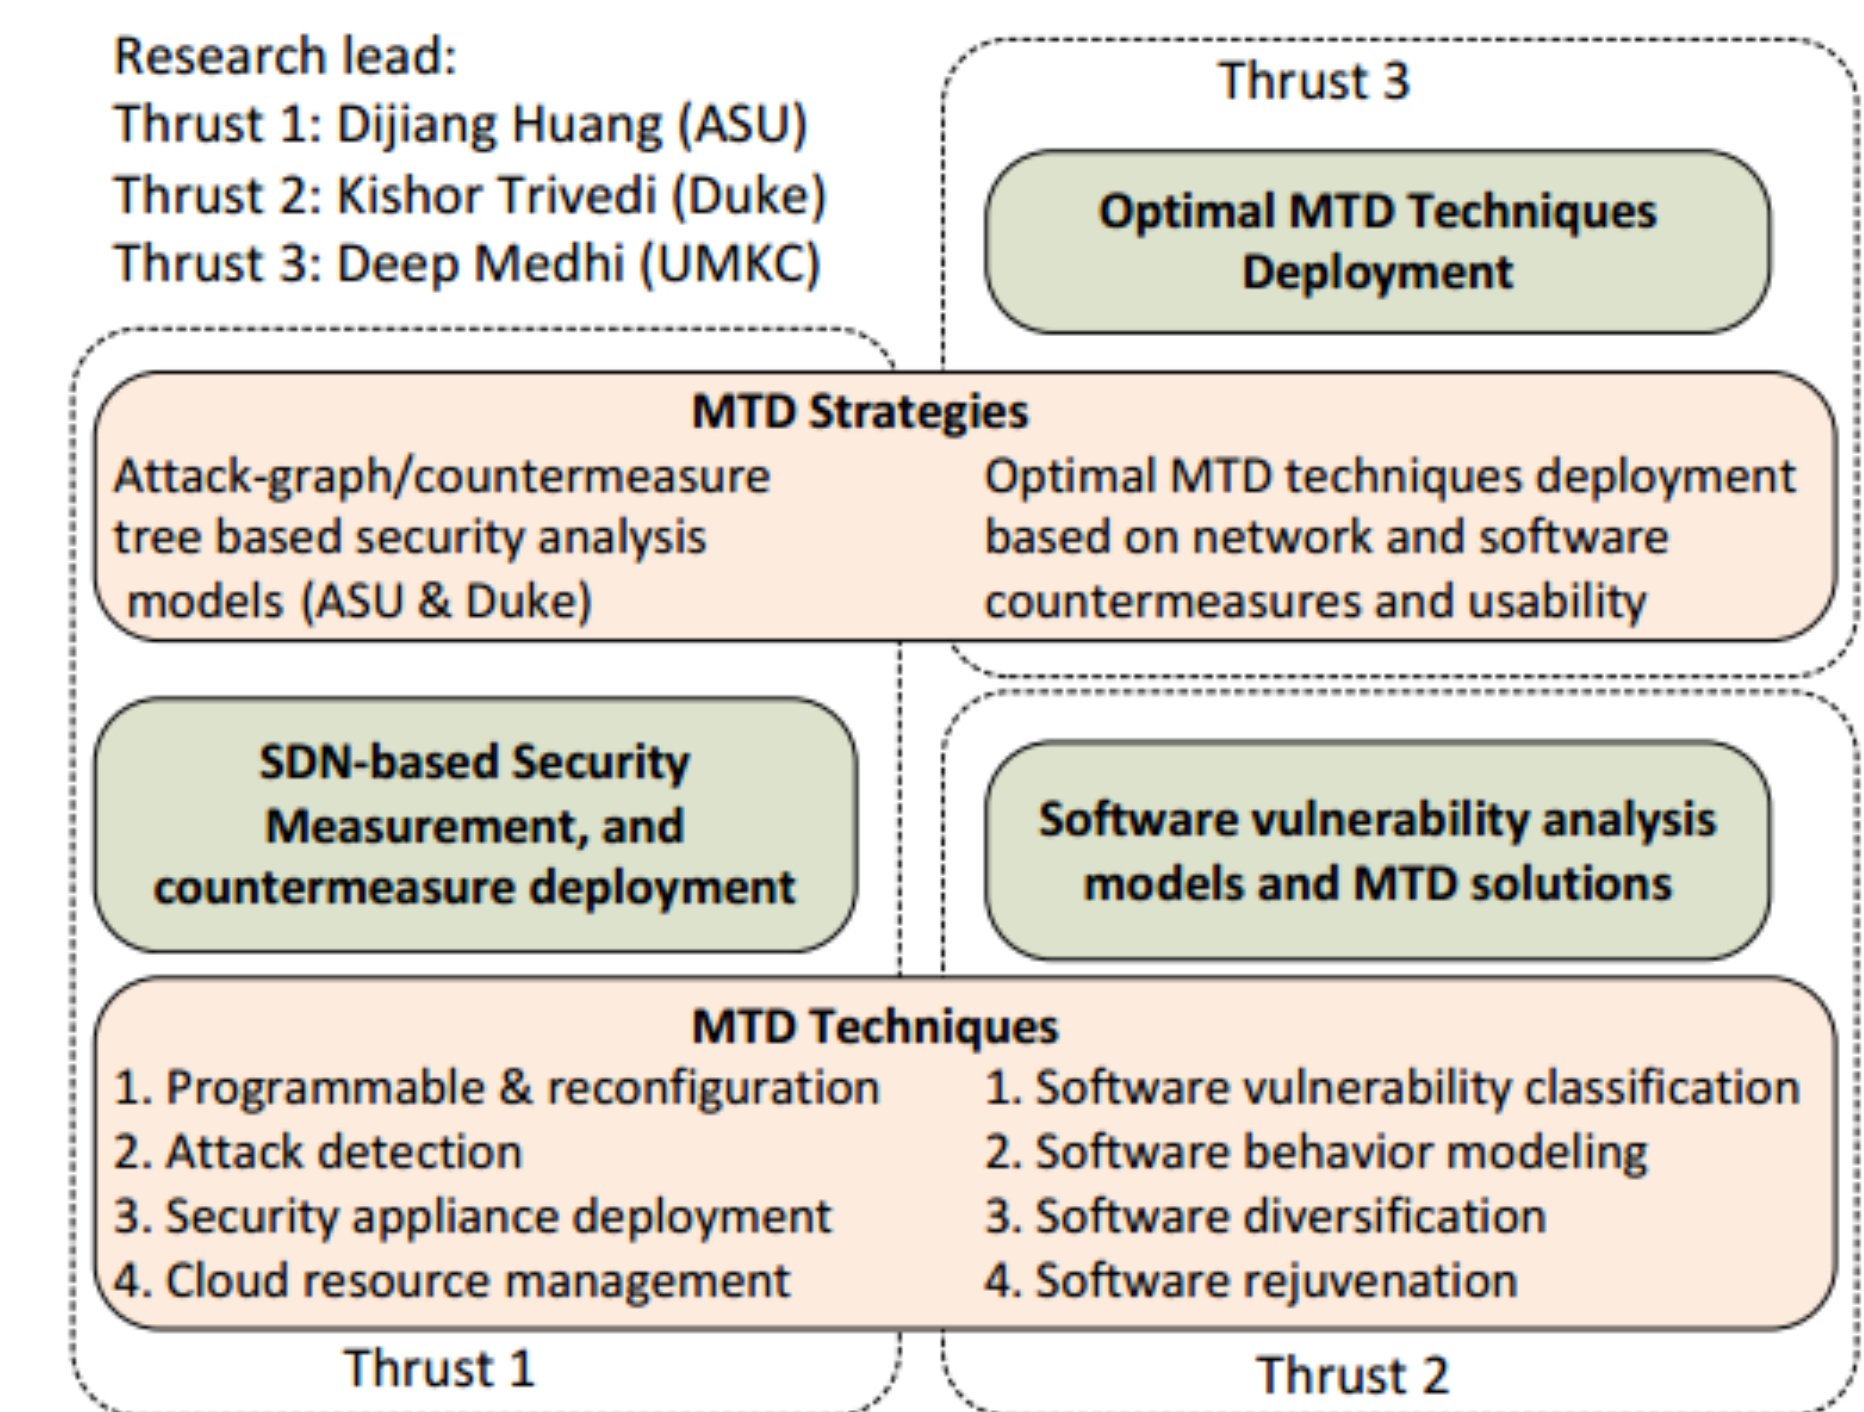 Research lead:
Thrust 1: Dijiang Huang (ASU)
Thrust 2: Kishor Trivedi (Duke)
Thrust 3: Deep Medhi (UMKC)
Thrust 3
Optimal MTD Techniques
Deployment
MTD Strategies
Attack-graph/countermeasure
tree based security analysis
models (ASU & Duke)
Optimal MTD techniques deployment
based on network and software
countermeasures and usability
SDN-based Security
Measurement, and
countermeasure deployment
Software vulnerability analysis
models and MTD solutions
MTD Techniques
1. Programmable & reconfiguration
2. Attack detection
3. Security appliance deployment
4. Cloud resource management
1. Software vulnerability classification
2. Software behavior modeling
3. Software diversification
4. Software rejuvenation
Thrust 1
Thrust 2